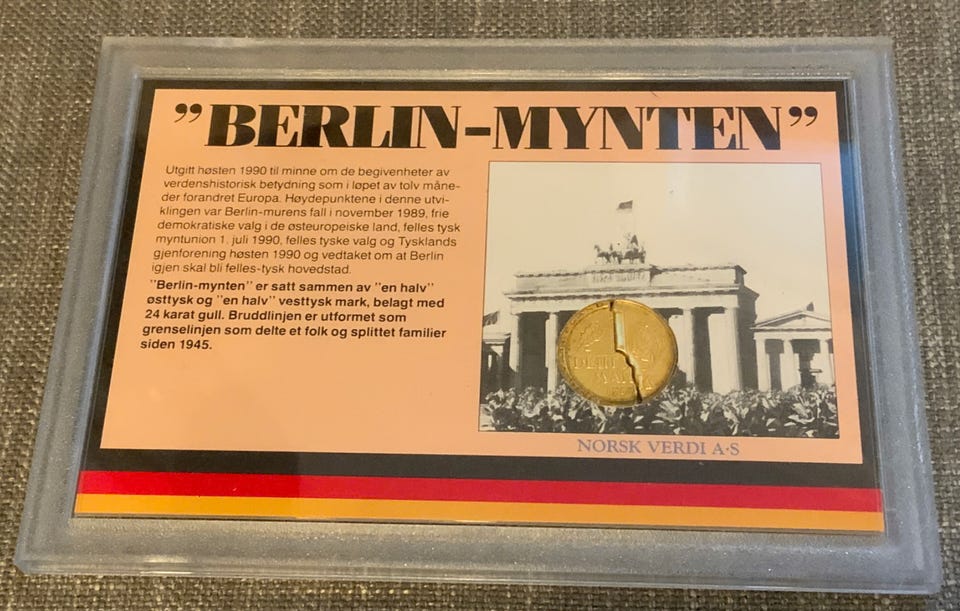 ”BERLIN-MYNTEN”
Utgitt høsten 1990 til minne om de begivenheter av
verdenshistorisk betydning som i løpet av tolv måne-
der forandret Europa. Høydepunktene i denne utvi-
klingen var Berlin-murens fall i november 1989, frie
demokratiske valg i de østeuropeiske land, felles tysk
myntunion 1. juli 1990, felles tyske valg og Tysklands
gjenforening høsten 1990 og vedtaket om at Berlin
igjen skal bli felles-tysk hovedstad.
”Berlin-mynten” er satt sammen av ”en halv”
østtysk og ”en halv” vesttysk mark, belagt med
24 karat gull. Bruddlinjen er utformet som
grenselinjen som delte et folk og splittet familier
siden 1945.
NORSK VERDI A·S